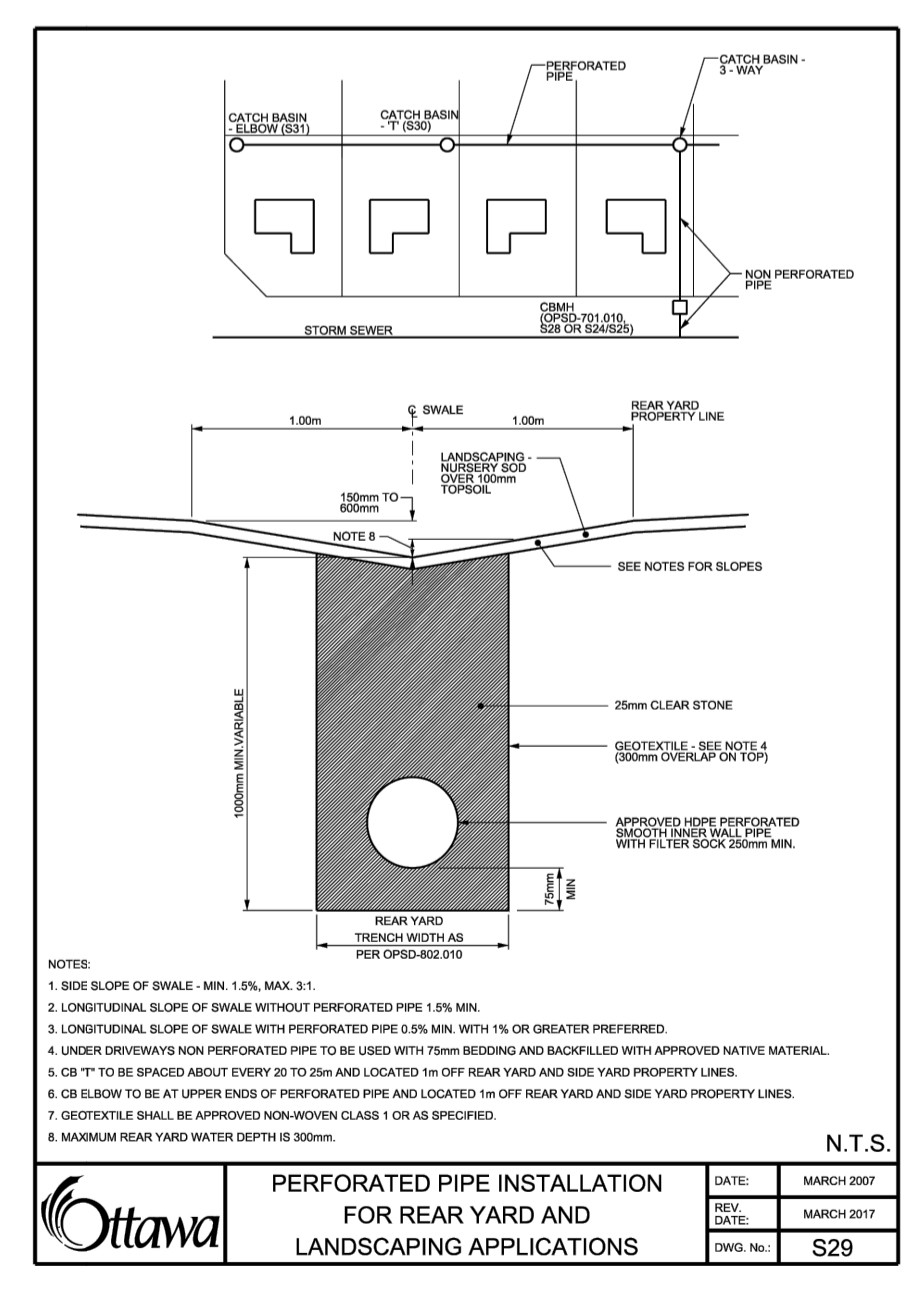 CATCH BASIN -
3 - WAY
PERFORATED
PIPE
CATCH BASIN
- ELBOW (S31)
CATCH BASIN
- 'T' (S30)
NON PERFORATED
PIPE
CBMH
(OPSD-701.010,
S28 OR S24/S25)
STORM SEWER
REAR YARD
PROPERTY LINE
℄ SWALE
1.00m
1.00m
LANDSCAPING -
NURSERY SOD
OVER 100mm
TOPSOIL
150mm TO
600mm
NOTE 8
SEE NOTES FOR SLOPES
1000mm MIN.VARIABLE
25mm CLEAR STONE
GEOTEXTILE - SEE NOTE 4
(300mm OVERLAP ON TOP)
APPROVED HDPE PERFORATED
SMOOTH INNER WALL PIPE
WITH FILTER SOCK 250mm MIN.
75mm
MIN
REAR YARD
TRENCH WIDTH AS
PER OPSD-802.010
NOTES:
1. SIDE SLOPE OF SWALE - MIN. 1.5%, MAX. 3:1.
2. LONGITUDINAL SLOPE OF SWALE WITHOUT PERFORATED PIPE 1.5% MIN.
3. LONGITUDINAL SLOPE OF SWALE WITH PERFORATED PIPE 0.5% MIN. WITH 1% OR GREATER PREFERRED.
4. UNDER DRIVEWAYS NON PERFORATED PIPE TO BE USED WITH 75mm BEDDING AND BACKFILLED WITH APPROVED NATIVE MATERIAL.
5. CB "T" TO BE SPACED ABOUT EVERY 20 TO 25m AND LOCATED 1m OFF REAR YARD AND SIDE YARD PROPERTY LINES.
6. CB ELBOW TO BE AT UPPER ENDS OF PERFORATED PIPE AND LOCATED 1m OFF REAR YARD AND SIDE YARD PROPERTY LINES.
7. GEOTEXTILE SHALL BE APPROVED NON-WOVEN CLASS 1 OR AS SPECIFIED.
8. MAXIMUM REAR YARD WATER DEPTH IS 300mm.
N.T.S.
Ottawa
PERFORATED PIPE INSTALLATION
FOR REAR YARD AND
LANDSCAPING APPLICATIONS
DATE: MARCH 2007
REV.
DATE: MARCH 2017
DWG. No.: S29